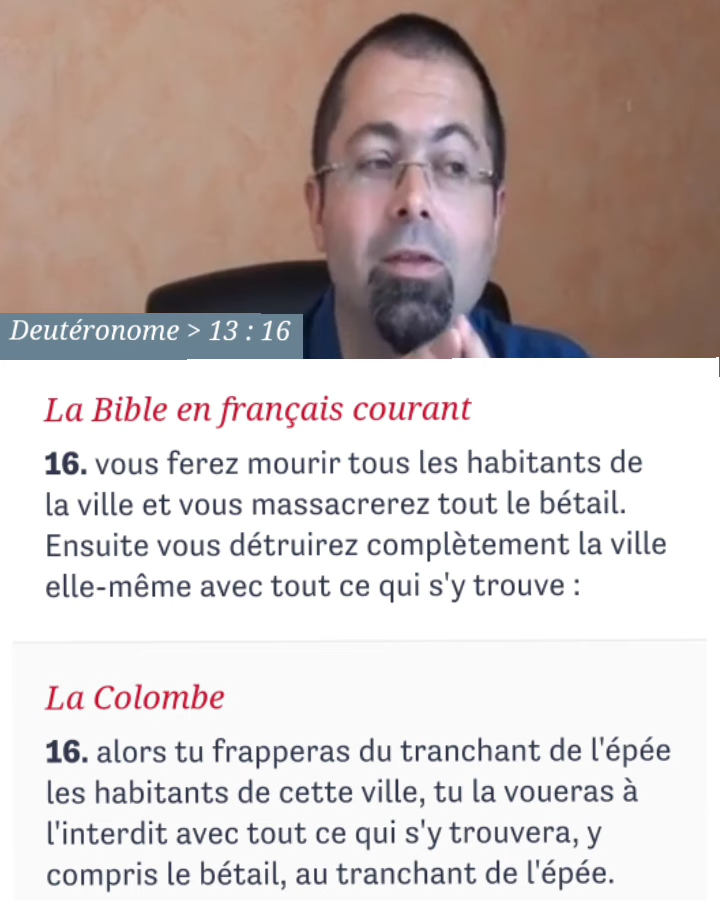 Deutéronome > 13 : 16
La Bible en français courant
16. vous ferez mourir tous les habitants de
la ville et vous massacrerez tout le bétail.
Ensuite vous détruirez complètement la ville
elle-même avec tout ce qui s'y trouve :
La Colombe
16. alors tu frapperas du tranchant de l'épée
les habitants de cette ville, tu la voueras à
l'interdit avec tout ce qui s'y trouvera, y
compris le bétail, au tranchant de l'épée.